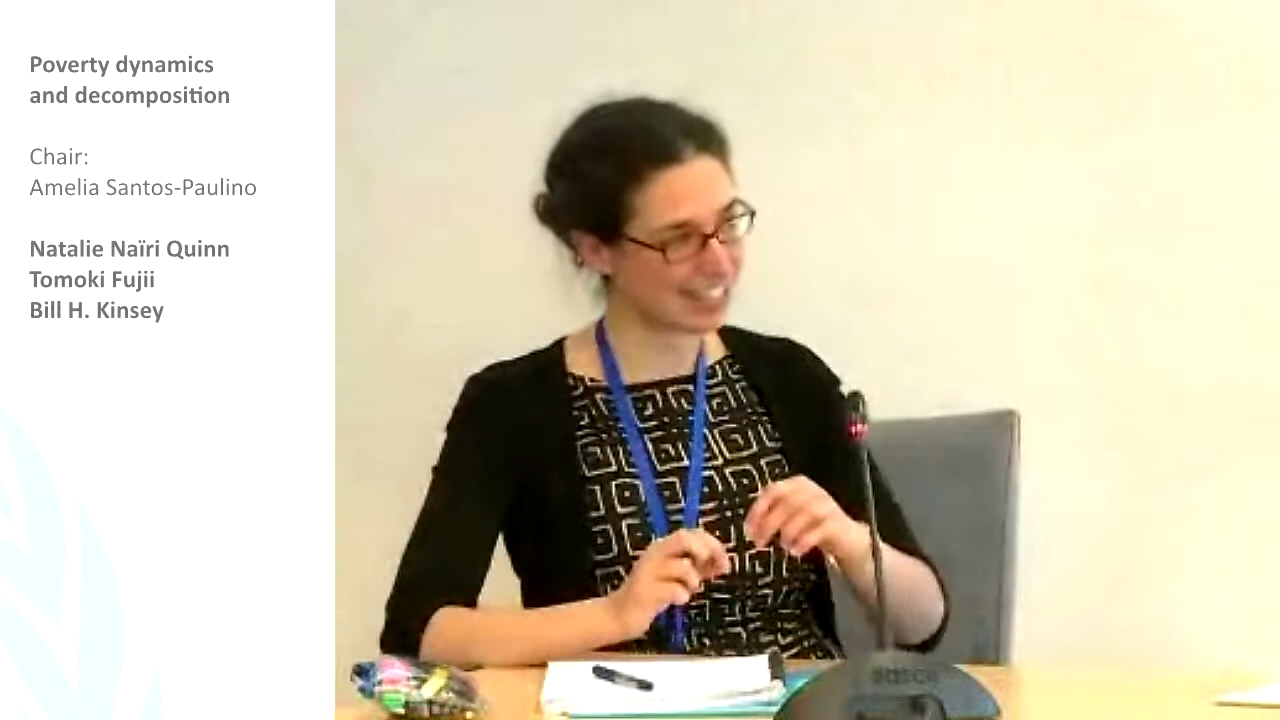 Poverty dynamics
and decomposition
Chair:
Amelia Santos-Paulino
Natalie Naïri Quinn
Tomoki Fujii
Bill H. Kinsey